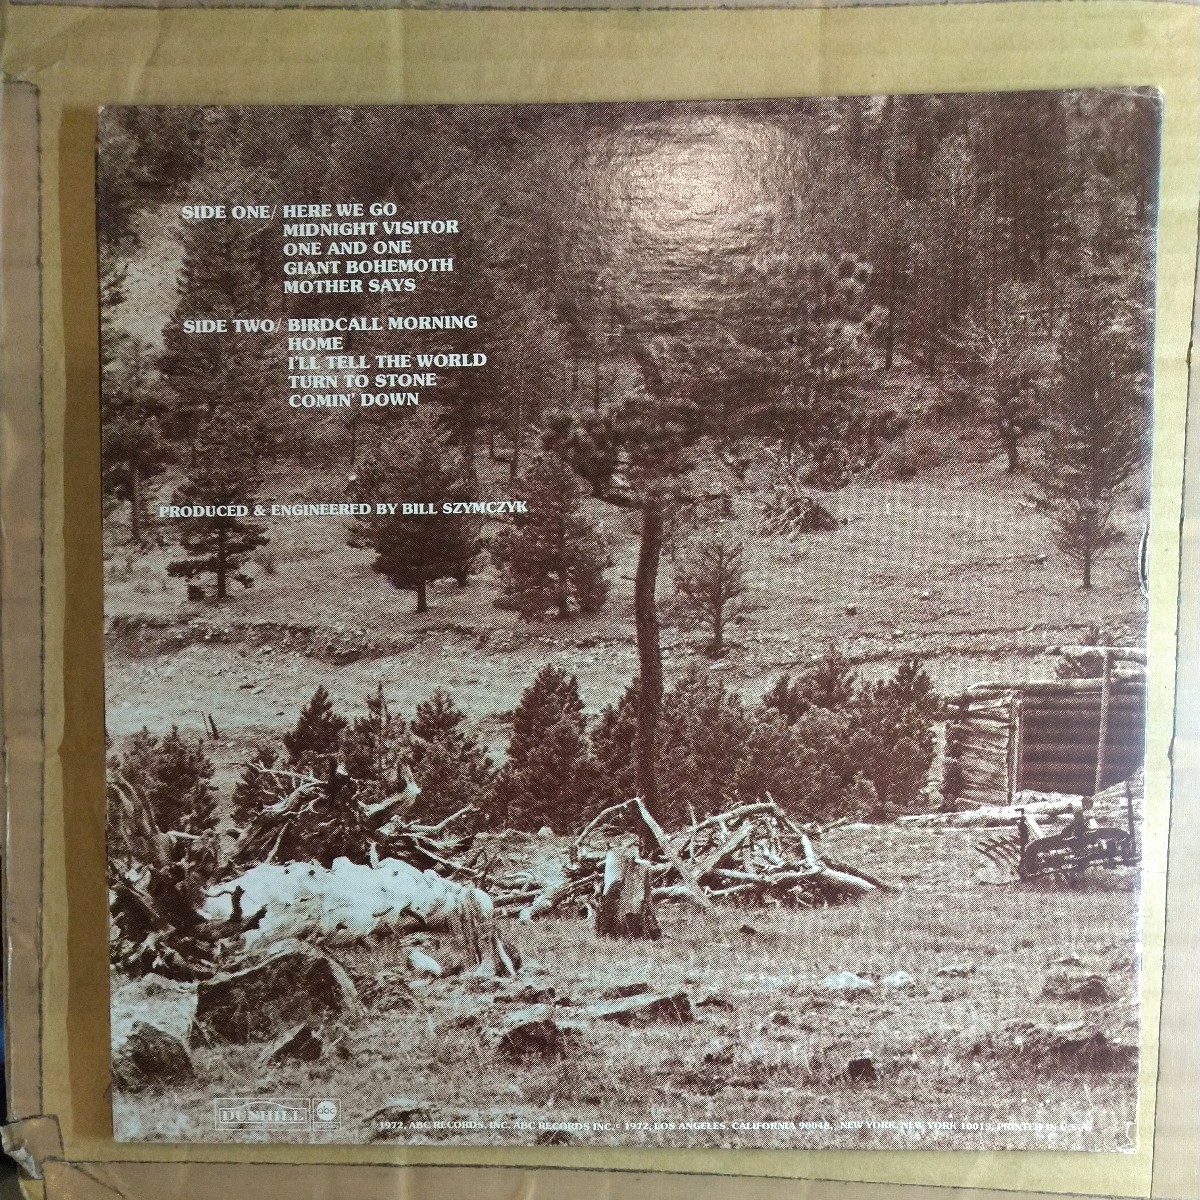 SIDE ONE/ HERE WE GO
MIDNIGHT VISITOR
ONE AND ONE
GIANT BOHEMOTH
MOTHER SAYS
SIDE TWO/ BIRDCALL MORNING
HOME
I'LL TELL THE WORLD
TURN TO STONE
COMIN' DOWN
PRODUCED & ENGINEERED BY BILL SZYMCZYK
DUNHILL abc
1972, ABC RECORDS, INC. ABC RECORDS INC. © 1972, LOS ANGELES, CALIFORNIA 90048, NEW YORK, NEW YORK 10019, PRINTED IN U.S.A.